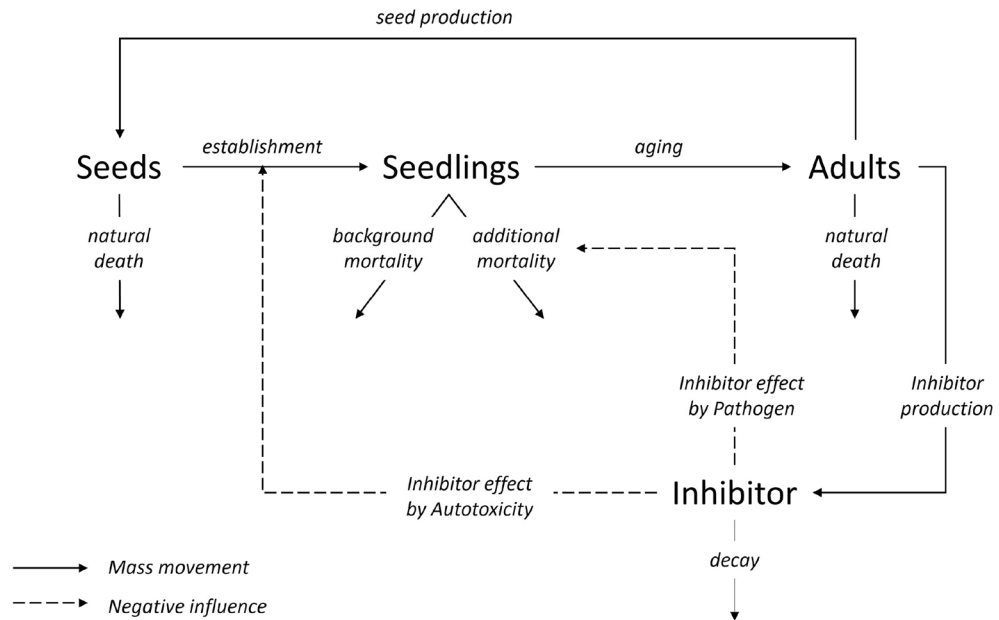 seed production
Seeds
establishment
Seedlings
aging
Adults
natural
death
background
mortality
additional
mortality
natural
death
Inhibitor effect
by Pathogen
Inhibitor
production
Inhibitor effect
by Autotoxicity
Inhibitor
decay
Mass movement
Negative influence